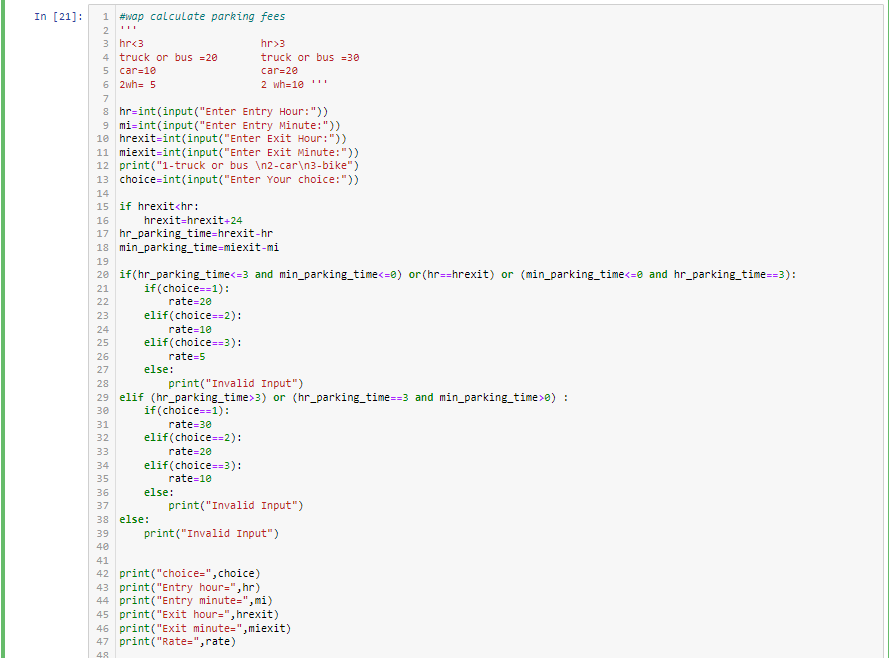 In [21]:
1 #wap calculate parking fees
2 '''
3 hr<3                   hr>3
4 truck or bus =20       truck or bus =30
5 car=10                 car=20
6 2wh= 5                 2 wh=10 '''
7
8 hr=int(input("Enter Entry Hour:"))
9 mi=int(input("Enter Entry Minute:"))
10 hrexit=int(input("Enter Exit Hour:"))
11 miexit=int(input("Enter Exit Minute:"))
12 print("1-truck or bus \n2-car\n3-bike")
13 choice=int(input("Enter Your choice:"))
14
15 if hrexit<hr:
16     hrexit=hrexit+24
17 hr_parking_time=hrexit-hr
18 min_parking_time=miexit-mi
19
20 if(hr_parking_time<=3 and min_parking_time<=0) or(hr==hrexit) or (min_parking_time<=0 and hr_parking_time==3):
21     if(choice==1):
22         rate=20
23     elif(choice==2):
24         rate=10
25     elif(choice==3):
26         rate=5
27     else:
28         print("Invalid Input")
29 elif (hr_parking_time>3) or (hr_parking_time==3 and min_parking_time>0) :
30     if(choice==1):
31         rate=30
32     elif(choice==2):
33         rate=20
34     elif(choice==3):
35         rate=10
36     else:
37         print("Invalid Input")
38 else:
39     print("Invalid Input")
40
41
42 print("choice=",choice)
43 print("Entry hour=",hr)
44 print("Entry minute=",mi)
45 print("Exit hour=",hrexit)
46 print("Exit minute=",miexit)
47 print("Rate=",rate)
48